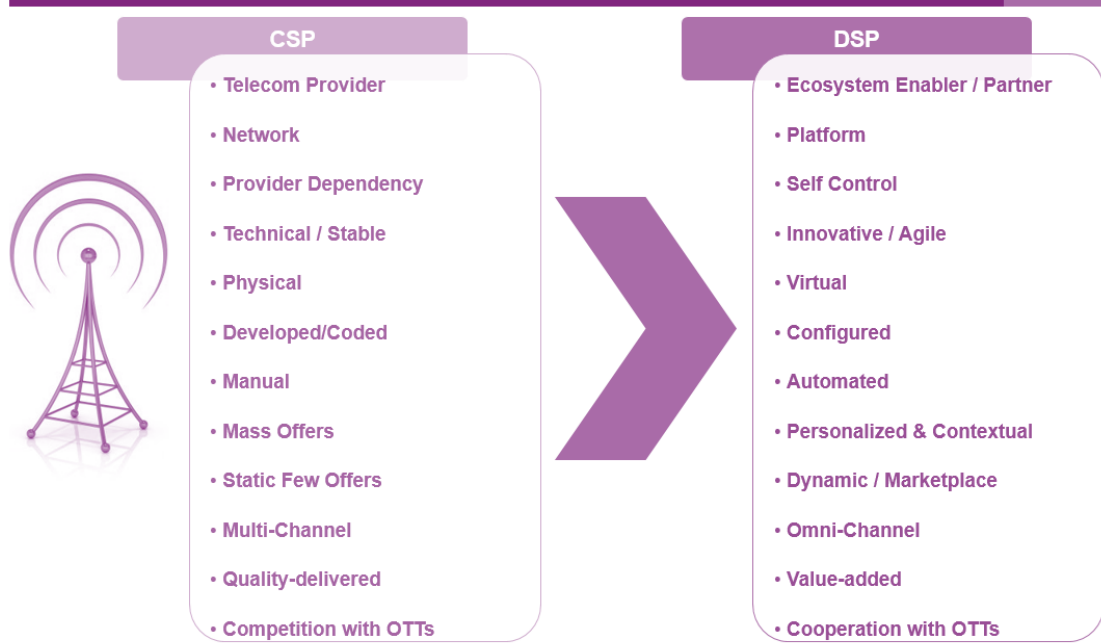 CSP
• Telecom Provider
• Network
• Provider Dependency
• Technical / Stable
• Physical
• Developed/Coded
• Manual
• Mass Offers
• Static Few Offers
• Multi-Channel
• Quality-delivered
• Competition with OTTs
DSP
• Ecosystem Enabler / Partner
• Platform
• Self Control
• Innovative / Agile
• Virtual
• Configured
• Automated
• Personalized & Contextual
• Dynamic / Marketplace
• Omni-Channel
• Value-added
• Cooperation with OTTs